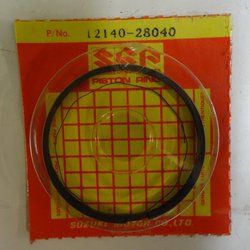 P/No. 12140-28040
SGP
PISTON RING
SUZUKI MOTOR CO., LTD.